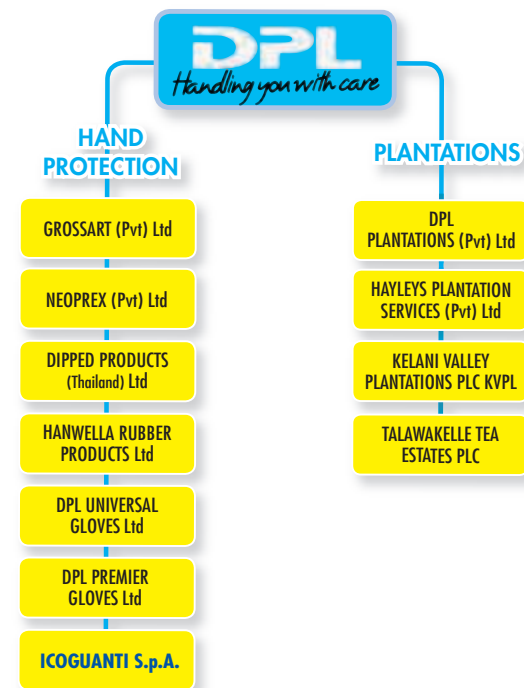 DPL
Handling you with care
HAND
PROTECTION
GROSSART (Pvt) Ltd
NEOPREX (Pvt) Ltd
DIPPED PRODUCTS
(Thailand) Ltd
HANWELLA RUBBER
PRODUCTS Ltd
DPL UNIVERSAL
GLOVES Ltd
DPL PREMIER
GLOVES Ltd
ICOGUANTI S.p.A.
PLANTATIONS
DPL
PLANTATIONS (Pvt) Ltd
HAYLEYS PLANTATION
SERVICES (Pvt) Ltd
KELANI VALLEY
PLANTATIONS PLC KVPL
TALAWAKELLE TEA
ESTATES PLC